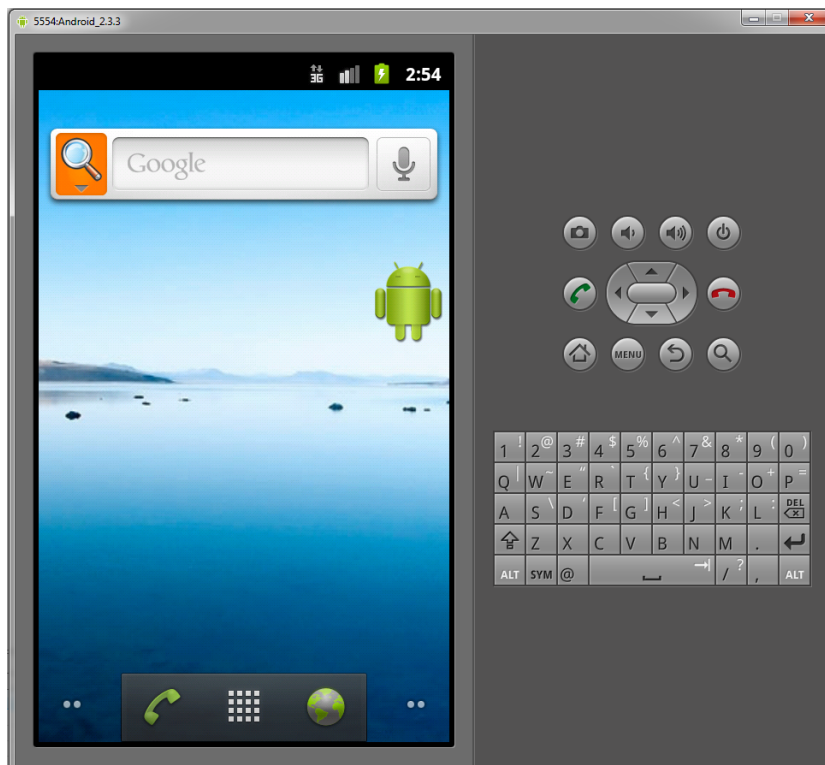 5554:Android_2.3.3
3G 2:54
Google
MENU
1 ! 2 @ 3 # 4 $ 5 % 6 ^ 7 & 8 * 9 ( 0 )
Q | W ~ E “ R ` T { Y } U _ I - O + P =
A S \ D ‘ F [ G ] H < J > K ; L : DEL
Z X C V B N M .
ALT SYM @ / ? , ALT